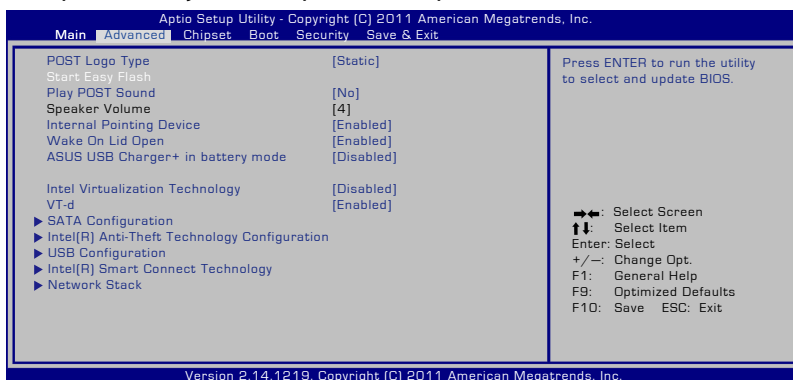 Aptio Setup Utility - Copyright (C) 2011 American Megatrends, Inc.
Main Advanced Chipset Boot Security Save & Exit
POST Logo Type [Static]
Start Easy Flash
Play POST Sound [No]
Speaker Volume [4]
Internal Pointing Device [Enabled]
Wake On Lid Open [Enabled]
ASUS USB Charger+ in battery mode [Disabled]
Intel Virtualization Technology [Disabled]
VT-d [Enabled]
▶ SATA Configuration
▶ Intel(R) Anti-Theft Technology Configuration
▶ USB Configuration
▶ Intel(R) Smart Connect Technology
▶ Network Stack
Press ENTER to run the utility
to select and update BIOS.
→←: Select Screen
↑↓: Select Item
Enter: Select
+/—: Change Opt.
F1: General Help
F9: Optimized Defaults
F10: Save ESC: Exit
Version 2.14.1219. Copyright (C) 2011 American Megatrends, Inc.